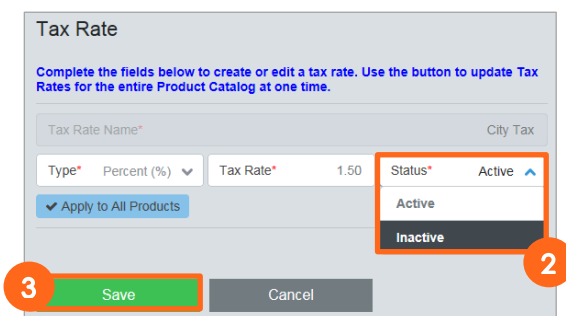 Tax Rate
Complete the fields below to create or edit a tax rate. Use the button to update Tax
Rates for the entire Product Catalog at one time.
Tax Rate Name* City Tax
Type* Percent (%) Tax Rate* 1.50 Status* Active
Apply to All Products
Active
Inactive
2
3
Save Cancel